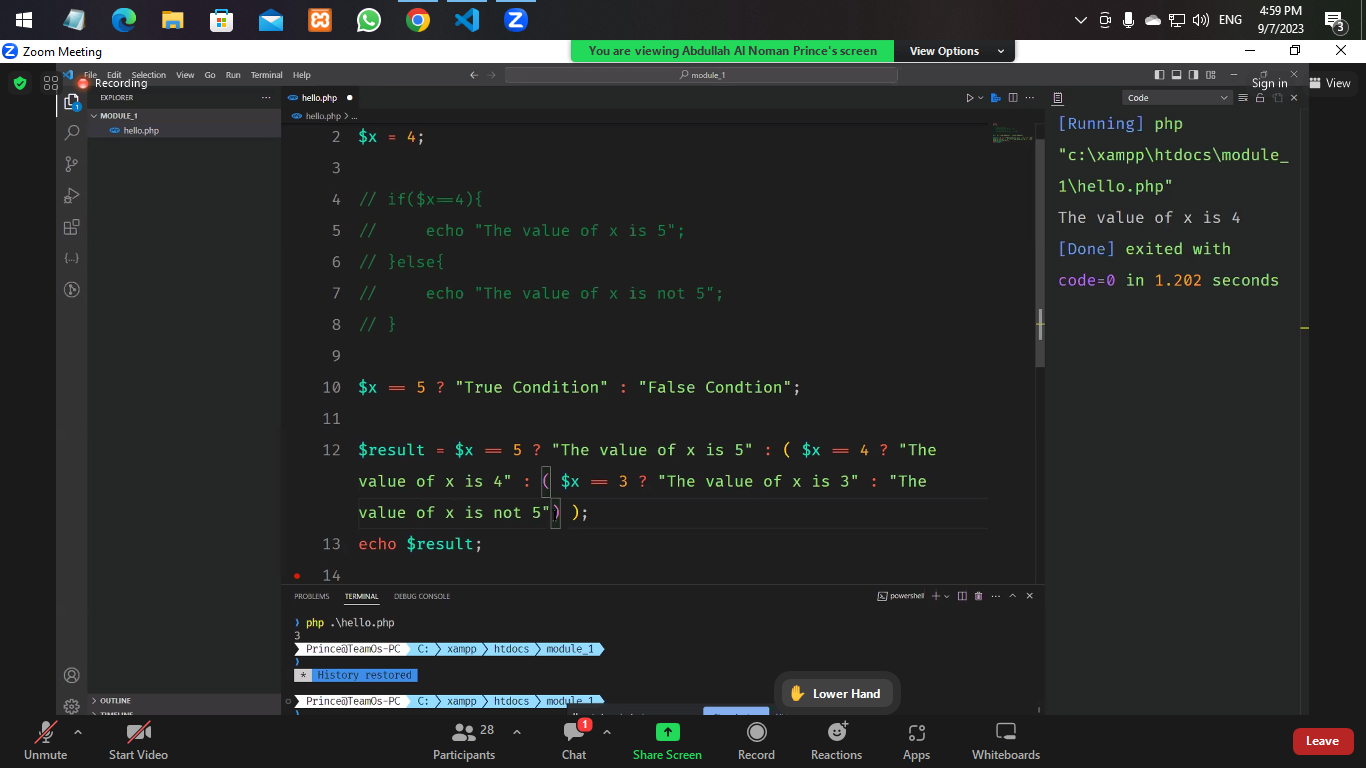 4:59 PM
ENG
9/7/2023
3
Zoom Meeting
You are viewing Abdullah Al Noman Prince's screen
View Options
File Edit Selection View Go Run Terminal Help
module_1
Recording
Sign in
View
EXPLORER
hello.php
Code
1
MODULE_1
hello.php
hello.php > ...
2 $x = 4;
3
4 // if($x==4){
5 // echo "The value of x is 5";
6 // }else{
7 // echo "The value of x is not 5";
8 // }
9
10 $x == 5 ? "True Condition" : "False Condtion";
11
12 $result = $x == 5 ? "The value of x is 5" : ( $x == 4 ? "The
value of x is 4" : ( $x == 3 ? "The value of x is 3" : "The
value of x is not 5") );
13 echo $result;
14
[Running] php
"c:\xampp\htdocs\module_
1\hello.php"
The value of x is 4
[Done] exited with
code=0 in 1.202 seconds
PROBLEMS TERMINAL DEBUG CONSOLE
powershell
php .\hello.php
3
Prince@TeamOs-PC C: xampp htdocs module_1
* History restored
Prince@TeamOs-PC C: xampp htdocs module_1
OUTLINE
TIMELINE
Lower Hand
Unmute
Start Video
Participants
28
Chat
1
Share Screen
Record
Reactions
Apps
Whiteboards
Leave